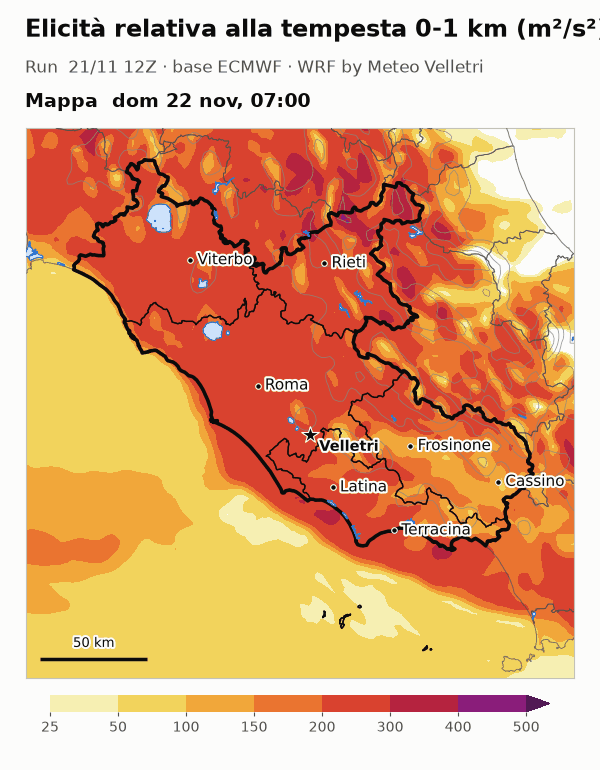 Elicità relativa alla tempesta 0-1 km (m²/s²)
Run 21/11 12Z · base ECMWF · WRF by Meteo Velletri
Mappa dom 22 nov, 07:00
Viterbo
Rieti
Roma
Velletri
Frosinone
Cassino
Latina
Terracina
50 km
25 50 100 150 200 300 400 500